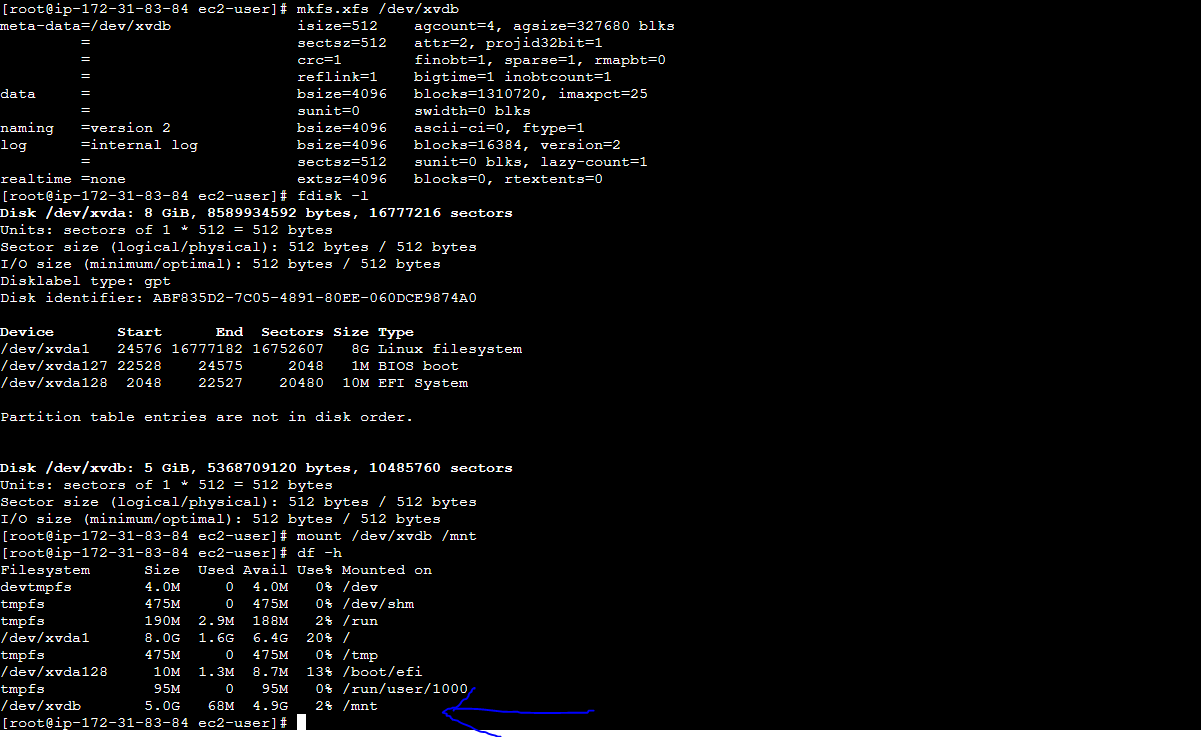 [root@ip-172-31-83-84 ec2-user]# mkfs.xfs /dev/xvdb
meta-data=/dev/xvdb              isize=512    agcount=4, agsize=327680 blks
         =                       sectsz=512   attr=2, projid32bit=1
         =                       crc=1        finobt=1, sparse=1, rmapbt=0
         =                       reflink=1    bigtime=1 inobtcount=1
data     =                       bsize=4096   blocks=1310720, imaxpct=25
         =                       sunit=0      swidth=0 blks
naming   =version 2              bsize=4096   ascii-ci=0, ftype=1
log      =internal log           bsize=4096   blocks=16384, version=2
         =                       sectsz=512   sunit=0 blks, lazy-count=1
realtime =none                   extsz=4096   blocks=0, rtextents=0
[root@ip-172-31-83-84 ec2-user]# fdisk -l
Disk /dev/xvda: 8 GiB, 8589934592 bytes, 16777216 sectors
Units: sectors of 1 * 512 = 512 bytes
Sector size (logical/physical): 512 bytes / 512 bytes
I/O size (minimum/optimal): 512 bytes / 512 bytes
Disklabel type: gpt
Disk identifier: ABF835D2-7C05-4891-80EE-060DCE9874A0
Device       Start      End  Sectors Size Type
/dev/xvda1   24576 16777182 16752607   8G Linux filesystem
/dev/xvda127 22528    24575     2048   1M BIOS boot
/dev/xvda128  2048    22527    20480  10M EFI System
Partition table entries are not in disk order.
Disk /dev/xvdb: 5 GiB, 5368709120 bytes, 10485760 sectors
Units: sectors of 1 * 512 = 512 bytes
Sector size (logical/physical): 512 bytes / 512 bytes
I/O size (minimum/optimal): 512 bytes / 512 bytes
[root@ip-172-31-83-84 ec2-user]# mount /dev/xvdb /mnt
[root@ip-172-31-83-84 ec2-user]# df -h
Filesystem      Size  Used Avail Use% Mounted on
devtmpfs        4.0M     0  4.0M   0% /dev
tmpfs           475M     0  475M   0% /dev/shm
tmpfs           190M  2.9M  188M   2% /run
/dev/xvda1      8.0G  1.6G  6.4G  20% /
tmpfs           475M     0  475M   0% /tmp
/dev/xvda128     10M  1.3M  8.7M  13% /boot/efi
tmpfs            95M     0   95M   0% /run/user/1000
/dev/xvdb       5.0G   68M  4.9G   2% /mnt
[root@ip-172-31-83-84 ec2-user]#